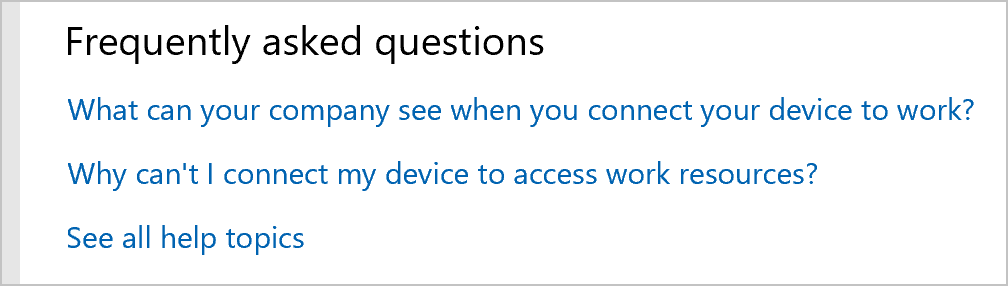 Frequently asked questions
What can your company see when you connect your device to work?
Why can't I connect my device to access work resources?
See all help topics